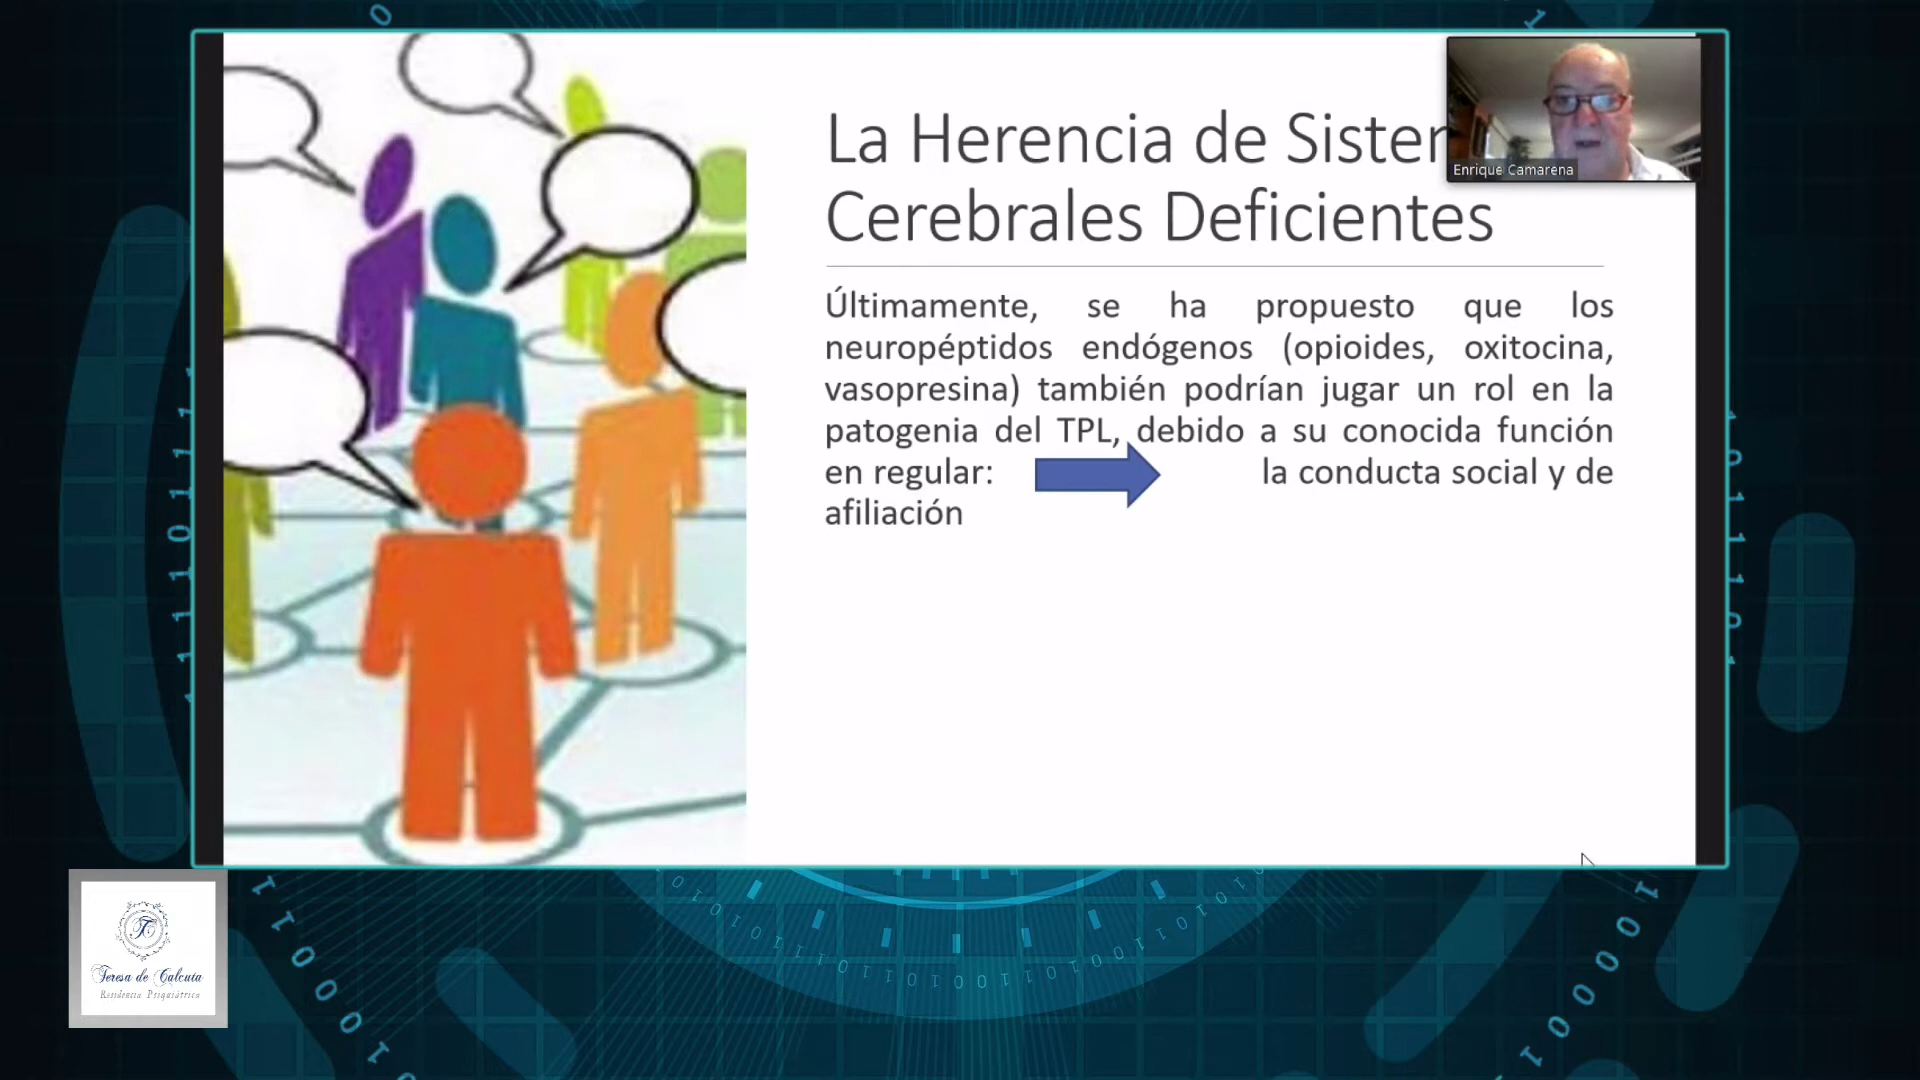 La Herencia de Sister
Cerebrales Deficientes
Enrique Camarena
Últimamente, se ha propuesto que los
neuropéptidos endógenos (opioides, oxitocina,
vasopresina) también podrían jugar un rol en la
patogenia del TPL, debido a su conocida función
en regular: la conducta social y de
afiliación
Teresa de Calcuta
Residencia Psiquiátrica